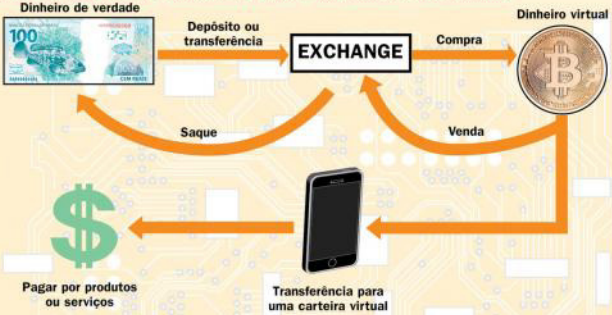 Dinheiro de verdade
Depósito ou
transferência
EXCHANGE
Compra
Dinheiro virtual
100
Saque
Venda
Pagar por produtos
ou serviços
Transferência para
uma carteira virtual